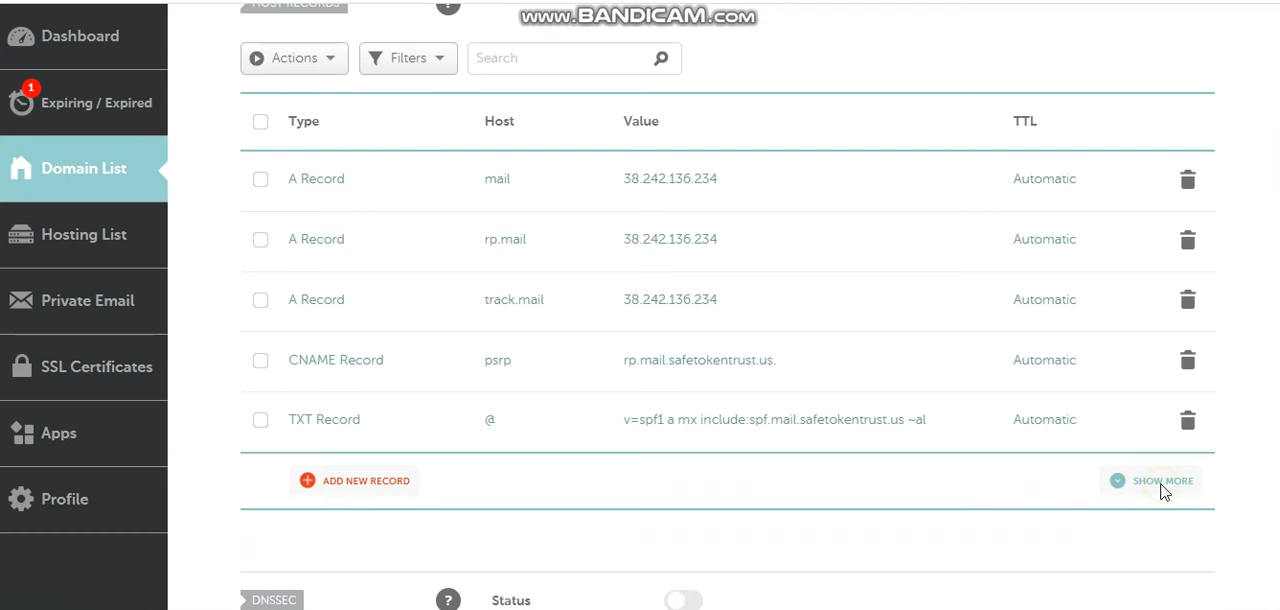 HOST RECORDS
?
www.BANDICAM.com
Dashboard
1
Expiring / Expired
Domain List
Hosting List
Private Email
SSL Certificates
Apps
Profile
Actions
Filters
Search
Type Host Value TTL
A Record mail 38.242.136.234 Automatic
A Record rp.mail 38.242.136.234 Automatic
A Record track.mail 38.242.136.234 Automatic
CNAME Record psrp rp.mail.safetokentrust.us. Automatic
TXT Record @ v=spf1 a mx include:spf.mail.safetokentrust.us ~al Automatic
ADD NEW RECORD SHOW MORE
DNSSEC ? Status